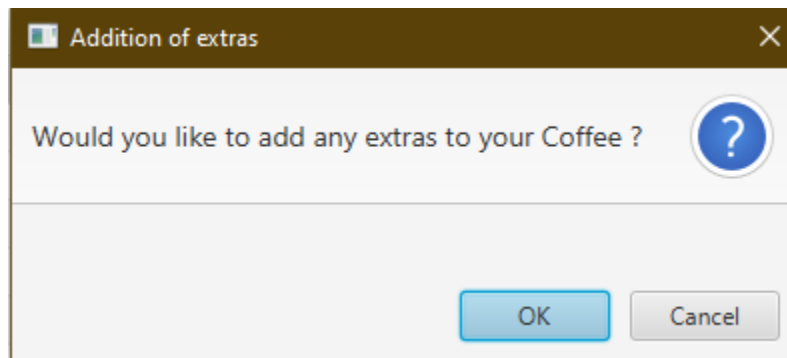 Addition of extras
Would you like to add any extras to your Coffee ?
OK
Cancel